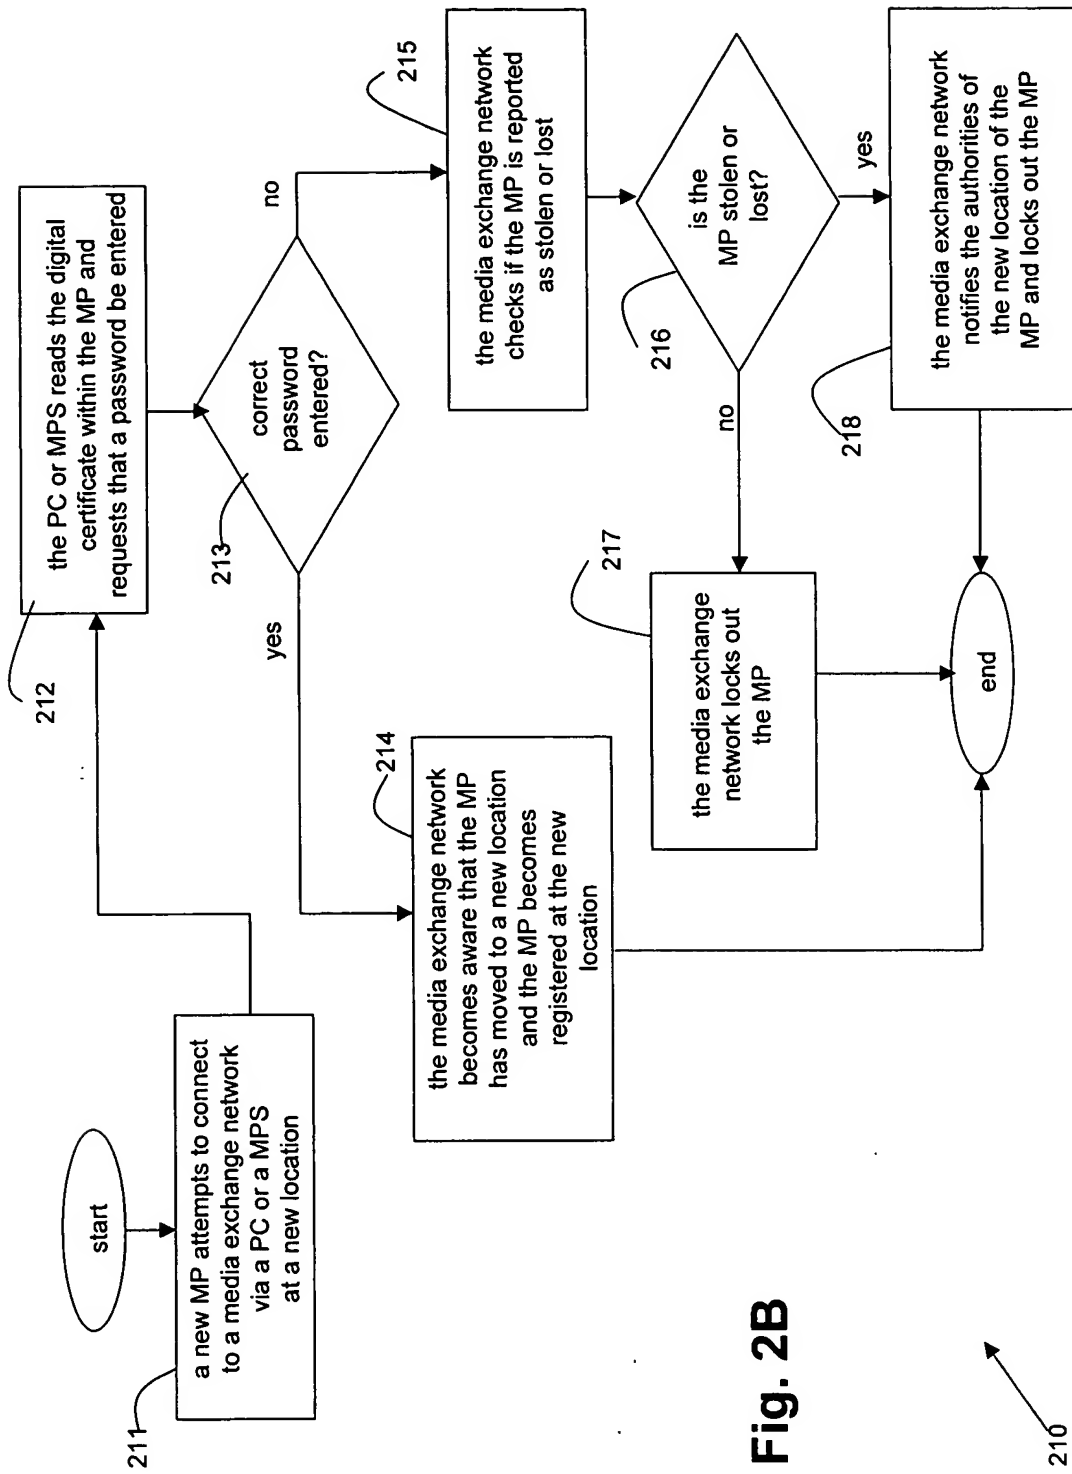 start
211
a new MP attempts to connect
to a media exchange network
via a PC or a MPS
at a new location
212
the PC or MPS reads the digital
certificate within the MP and
requests that a password be entered
213
correct
password
entered?
yes
no
214
the media exchange network
becomes aware that the MP
has moved to a new location
and the MP becomes
registered at the new
location
215
the media exchange network
checks if the MP is reported
as stolen or lost
216
is the
MP stolen or
lost?
no
yes
217
the media exchange
network locks out
the MP
218
the media exchange network
notifies the authorities of
the new location of the
MP and locks out the MP
end
Fig. 2B
210